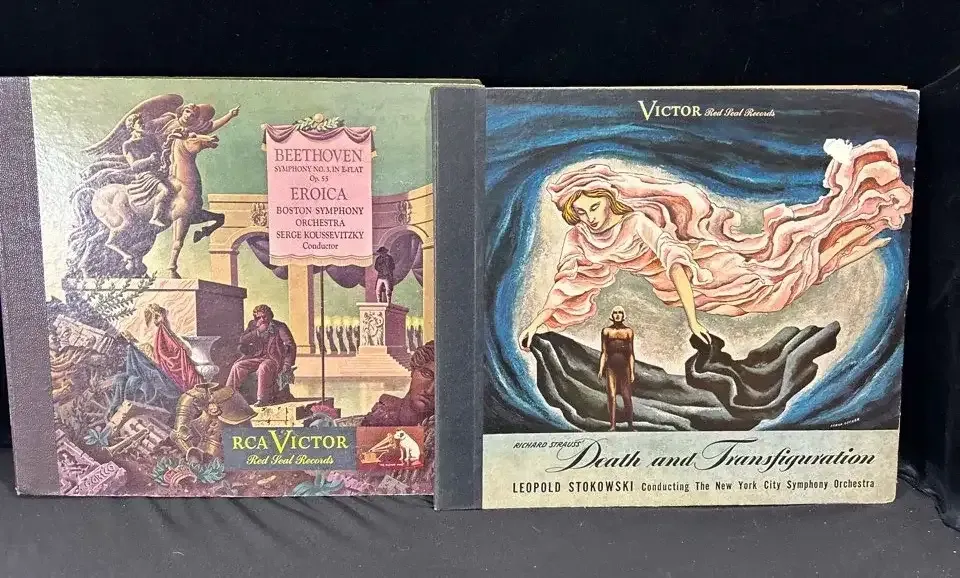 BEETHOVEN
SYMPHONY NO. 3, IN E-FLAT
Op. 55
EROICA
BOSTON SYMPHONY
ORCHESTRA
SERGE KOUSSEVITZKY
Conductor
RCA VICTOR
Red Seal Records
VICTOR Red Seal Records
RICHARD STRAUSS'
Death and Transfiguration
LEOPOLD STOKOWSKI Conducting The New York City Symphony Orchestra